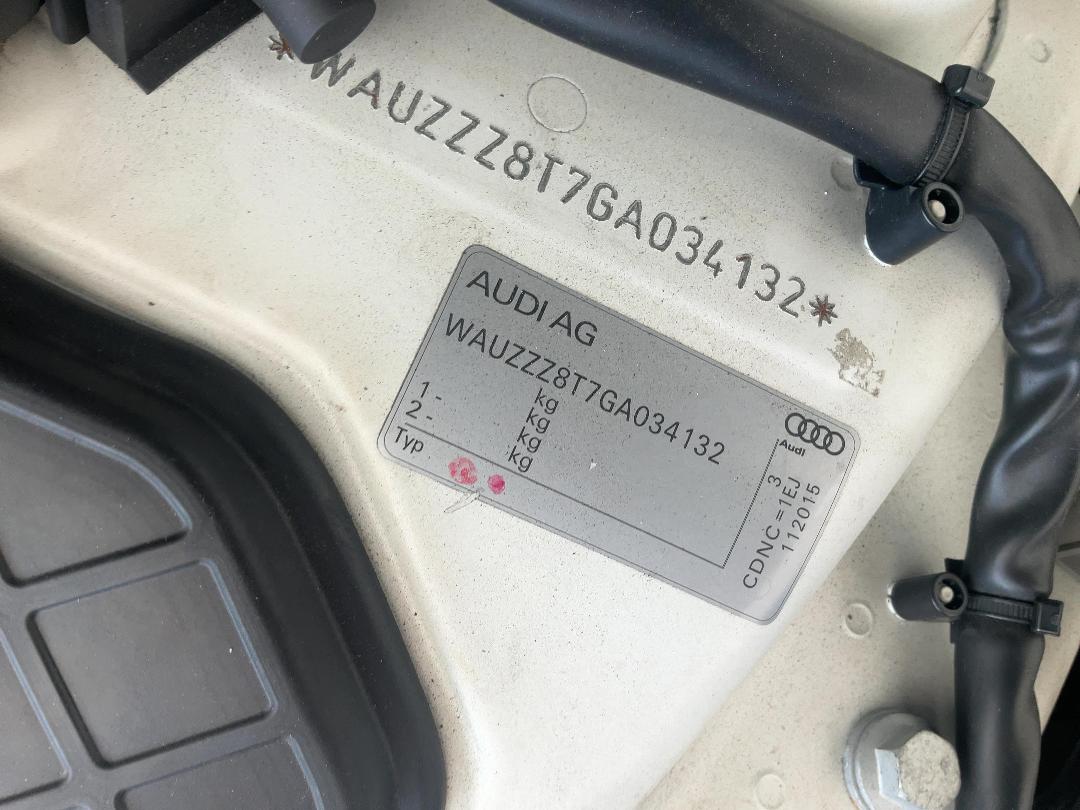 *WAUZZZ8T7GA034132*
AUDI AG
WAUZZZ8T7GA034132
1 - kg
2 - kg
kg
kg
Typ
Audi
3
CDNC =1EJ
112015